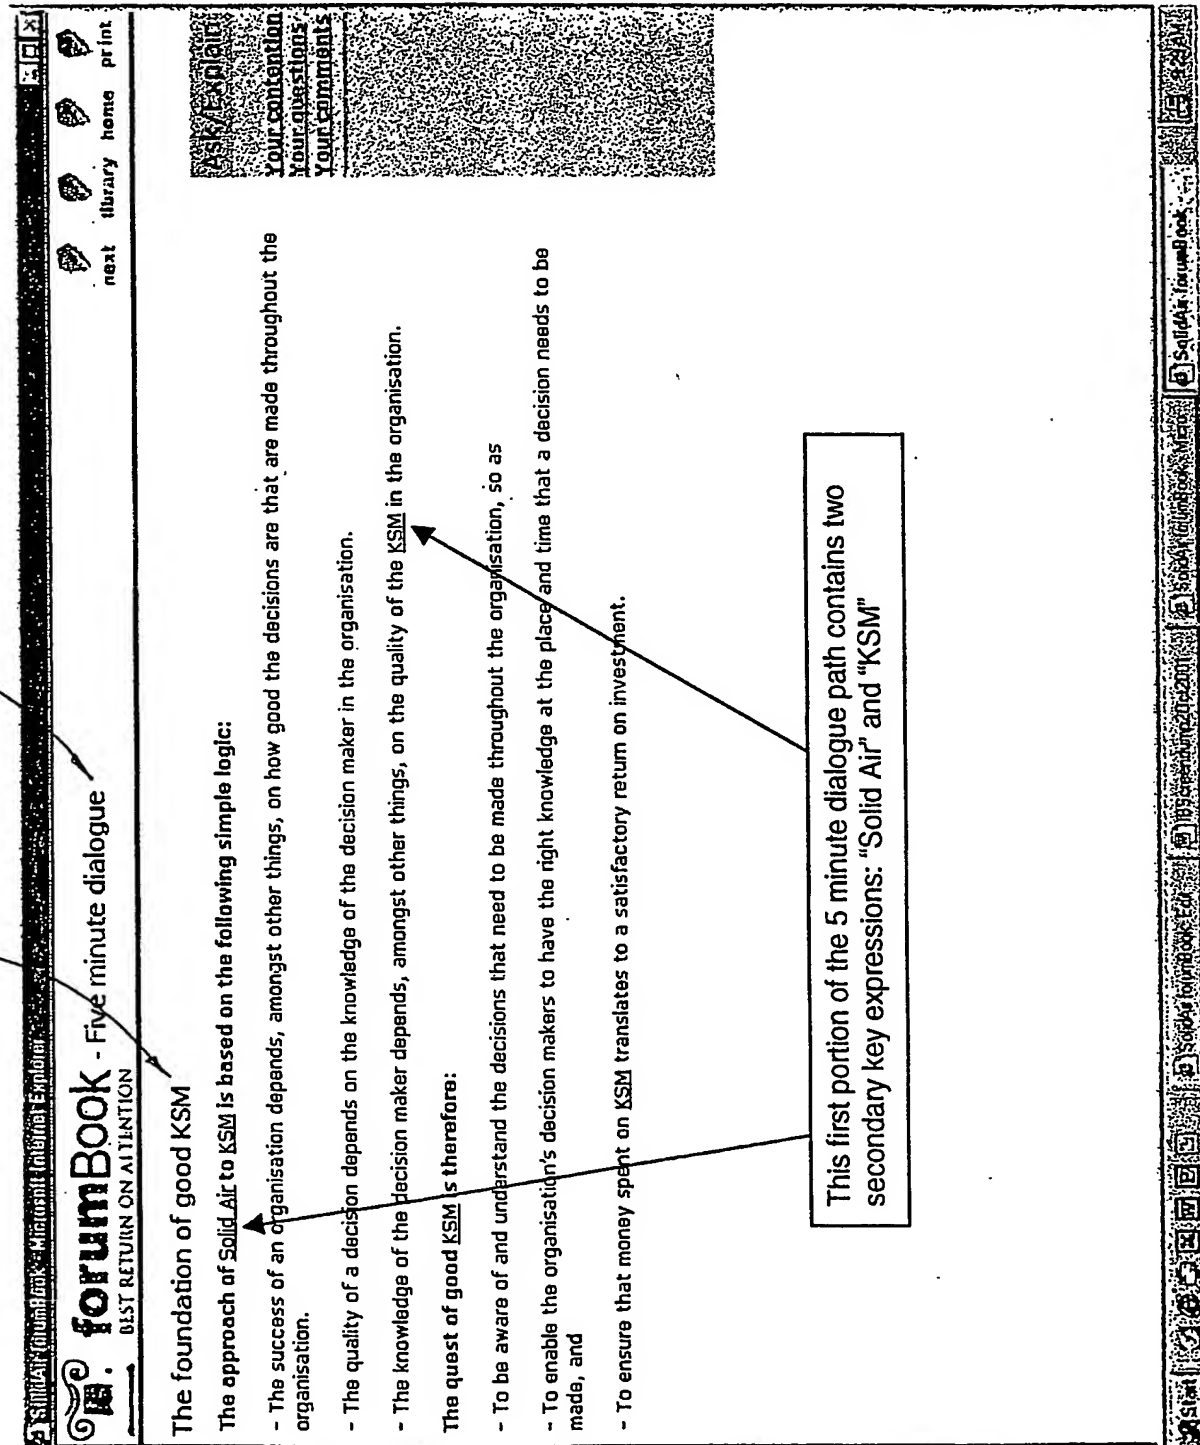 SolidAir forumBook - Microsoft Internet Explorer
forumBook - Five minute dialogue
BEST RETURN ON ATTENTION
next library home print
The foundation of good KSM
The approach of Solid Air to KSM is based on the following simple logic:
- The success of an organisation depends, amongst other things, on how good the decisions are that are made throughout the
organisation.
- The quality of a decision depends on the knowledge of the decision maker in the organisation.
- The knowledge of the decision maker depends, amongst other things, on the quality of the KSM in the organisation.
The quest of good KSM is therefore:
- To be aware of and understand the decisions that need to be made throughout the organisation, so as
- To enable the organisation's decision makers to have the right knowledge at the place and time that a decision needs to be
made, and
- To ensure that money spent on KSM translates to a satisfactory return on investment.
Ask/Explain
Your contention
Your questions
Your comments
This first portion of the 5 minute dialogue path contains two
secondary key expressions: "Solid Air" and "KSM"
Start
SolidAir forumBook